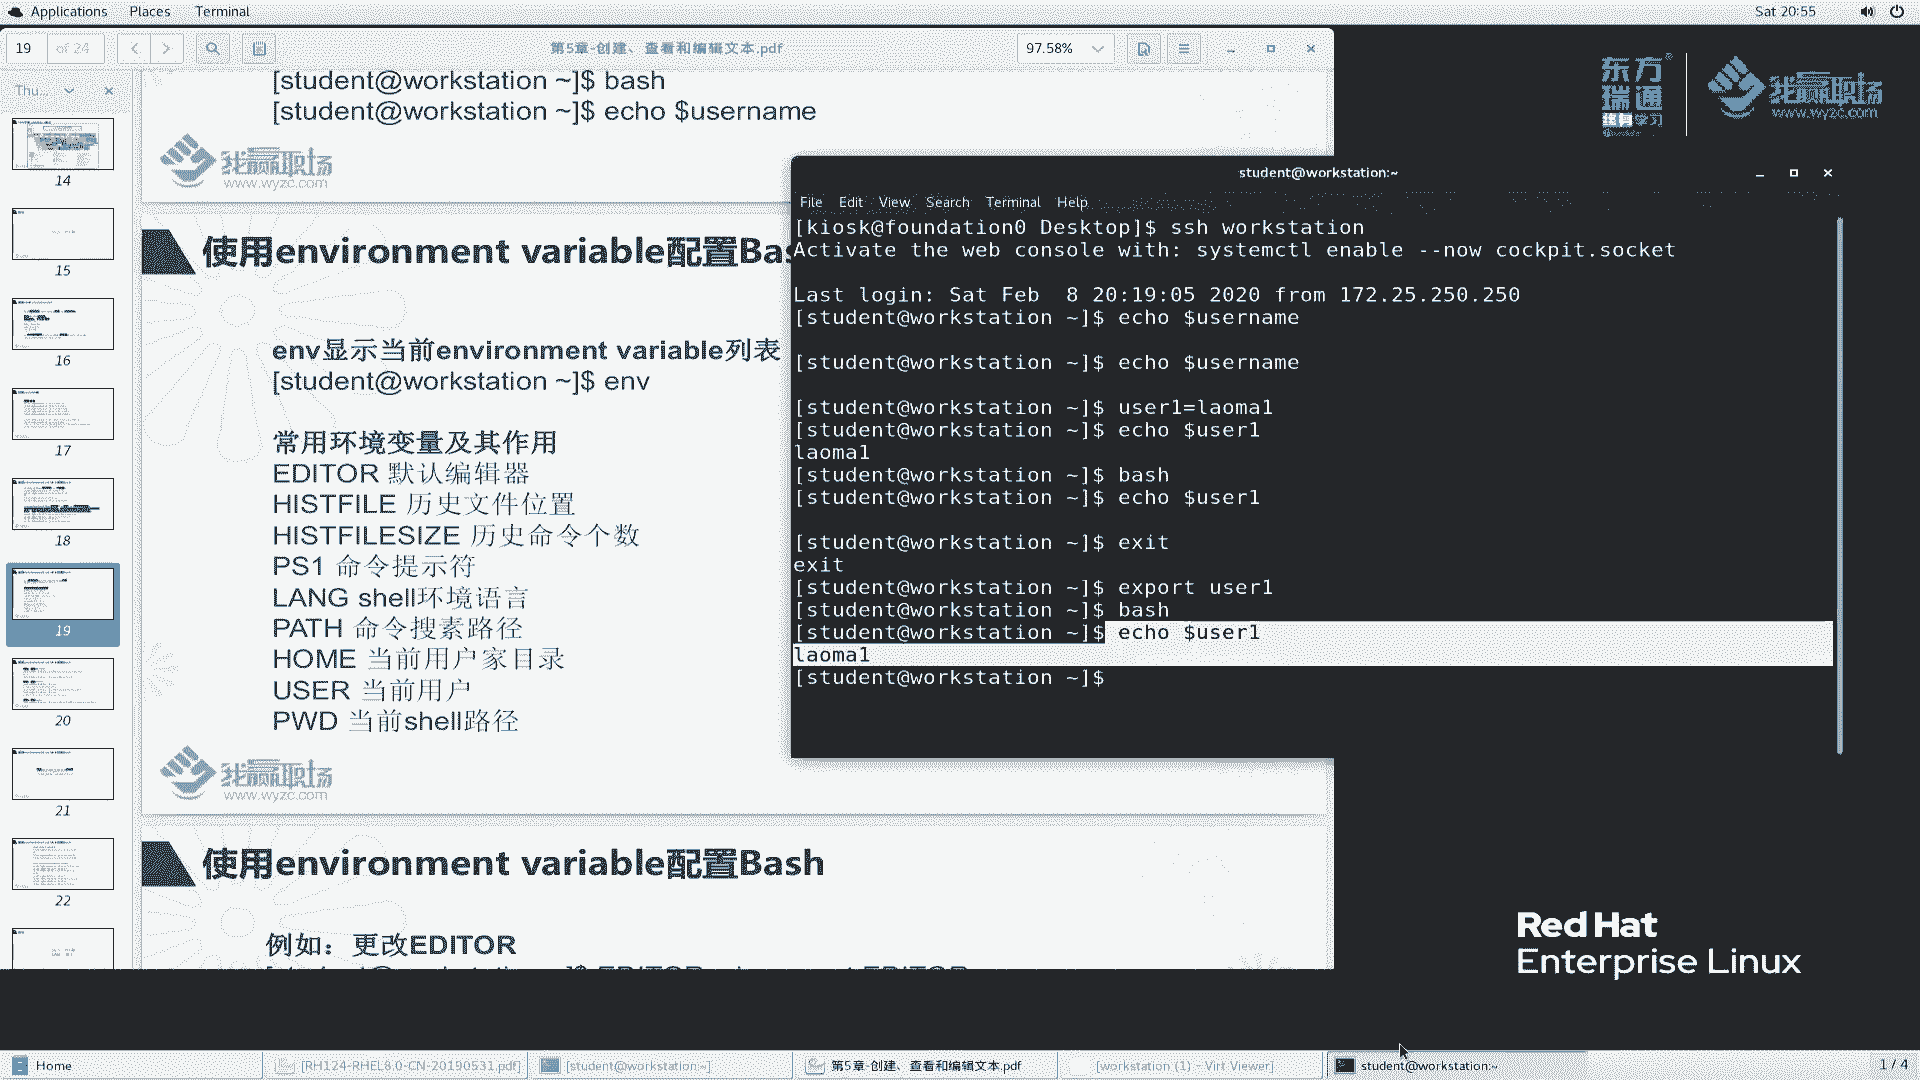 Applications Places Terminal Sat 20:55
19 of 24 第5章-创建、查看和编辑文本.pdf 97.58%
Thu...
14
15
16
17
18
19
20
21
22
[student@workstation ~]$ bash
[student@workstation ~]$ echo $username
我赢职场
www.wyzc.com
使用environment variable配置Bas
env显示当前environment variable列表
[student@workstation ~]$ env
常用环境变量及其作用
EDITOR 默认编辑器
HISTFILE 历史文件位置
HISTFILESIZE 历史命令个数
PS1 命令提示符
LANG shell环境语言
PATH 命令搜素路径
HOME 当前用户家目录
USER 当前用户
PWD 当前shell路径
我赢职场
www.wyzc.com
使用environment variable配置Bash
例如：更改EDITOR
student@workstation:~
File Edit View Search Terminal Help
[kiosk@foundation0 Desktop]$ ssh workstation
Activate the web console with: systemctl enable --now cockpit.socket
Last login: Sat Feb  8 20:19:05 2020 from 172.25.250.250
[student@workstation ~]$ echo $username
[student@workstation ~]$ echo $username
[student@workstation ~]$ user1=laoma1
[student@workstation ~]$ echo $user1
laoma1
[student@workstation ~]$ bash
[student@workstation ~]$ echo $user1
[student@workstation ~]$ exit
exit
[student@workstation ~]$ export user1
[student@workstation ~]$ bash
[student@workstation ~]$ echo $user1
laoma1
[student@workstation ~]$
东方
瑞通
终身学习
我赢职场
www.wyzc.com
Red Hat
Enterprise Linux
Home [RH124-RHEL8.0-CN-20190531.pdf] [student@workstation:~] 第5章-创建、查看和编辑文本.pdf [workstation (1) - Virt Viewer] student@workstation:~ 1 / 4